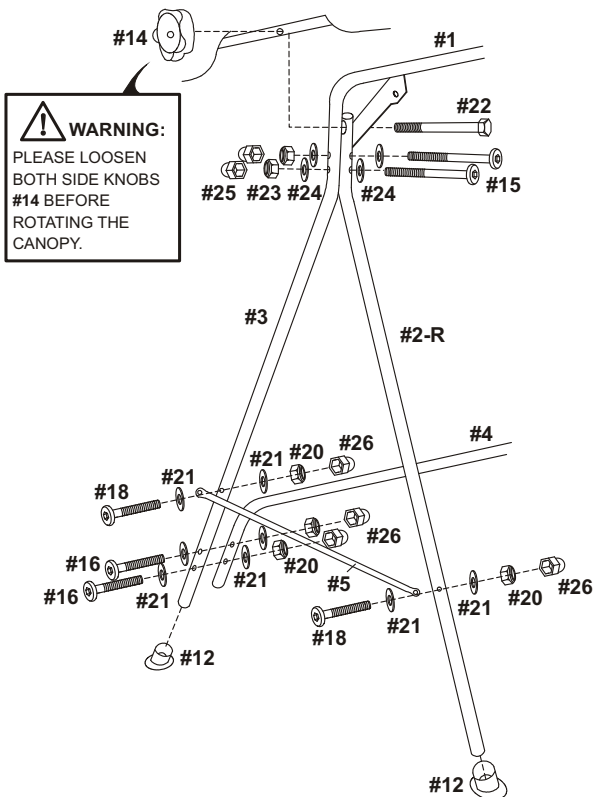 #14
#1
WARNING:
PLEASE LOOSEN
BOTH SIDE KNOBS
#14 BEFORE
ROTATING THE
CANOPY.
#22
#25 #23 #24 #24 #15
#3
#2-R
#4
#18 #21 #21 #20 #26
#16 #26
#16 #21 #21 #20
#5
#18 #21 #21 #20 #26
#12
#12